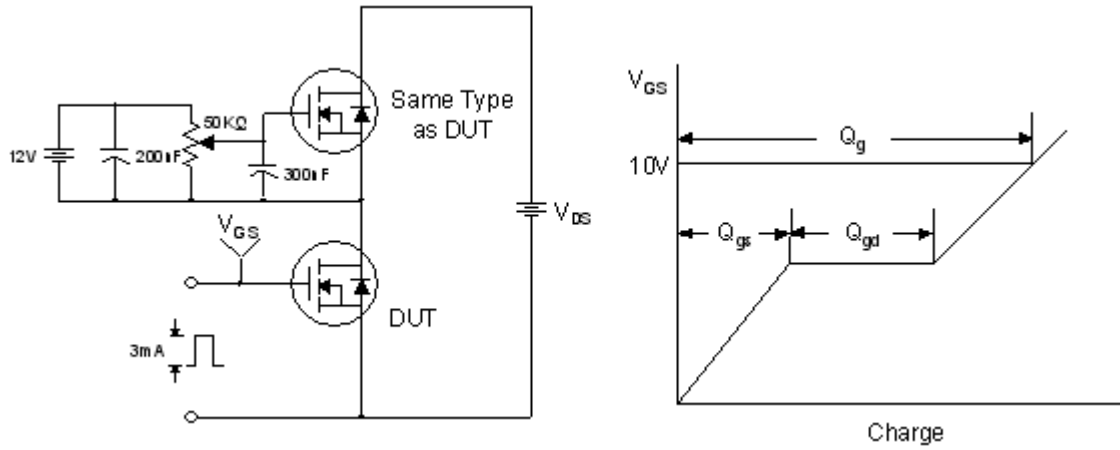 12V
200nF
50KΩ
300nF
Same Type
as DUT
V_GS
DUT
3mA
V_DS
V_GS
10V
Q_g
Q_gs
Q_gd
Charge